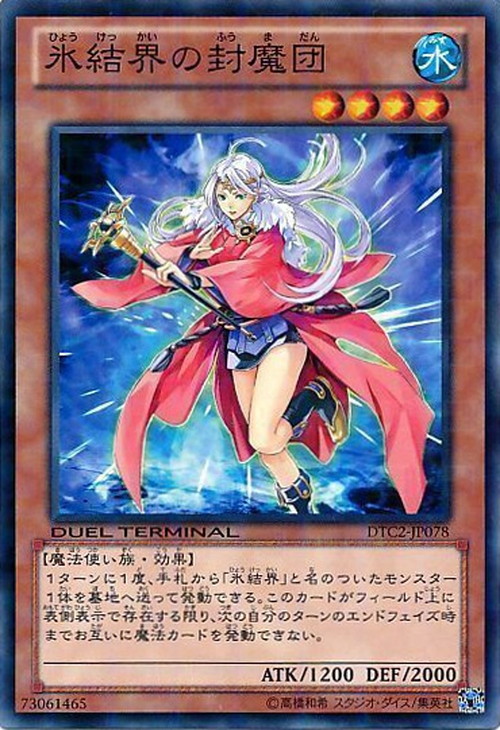 ひょうけっかい ふうまだん
氷結界の封魔団
水
DUEL TERMINAL DTC2-JP078
【魔法使い族・効果】
1ターンに1度、手札から「氷結界」と名のついたモンスター
1体を墓地へ送って発動できる。このカードがフィールド上に
表側表示で存在する限り、次の自分のターンのエンドフェイズ時
までお互いに魔法カードを発動できない。
ATK/1200 DEF/2000
73061465 ©高橋和希 スタジオ・ダイス/集英社